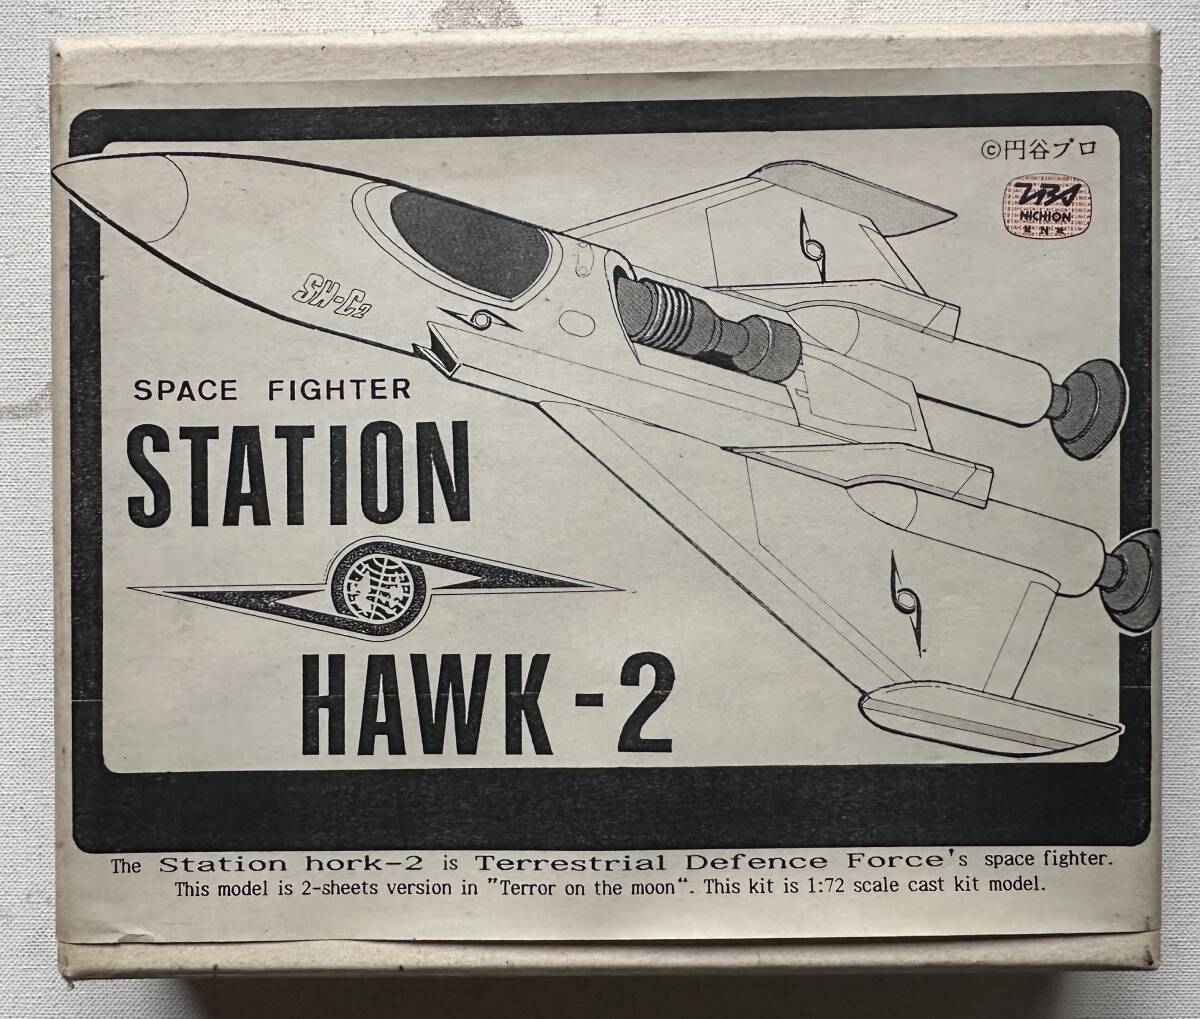 ©円谷プロ
NICHION
SH-C2
SPACE FIGHTER
STATION
HAWK-2
The Station hork-2 is Terrestrial Defence Force's space fighter.
This model is 2-sheets version in "Terror on the moon". This kit is 1:72 scale cast kit model.